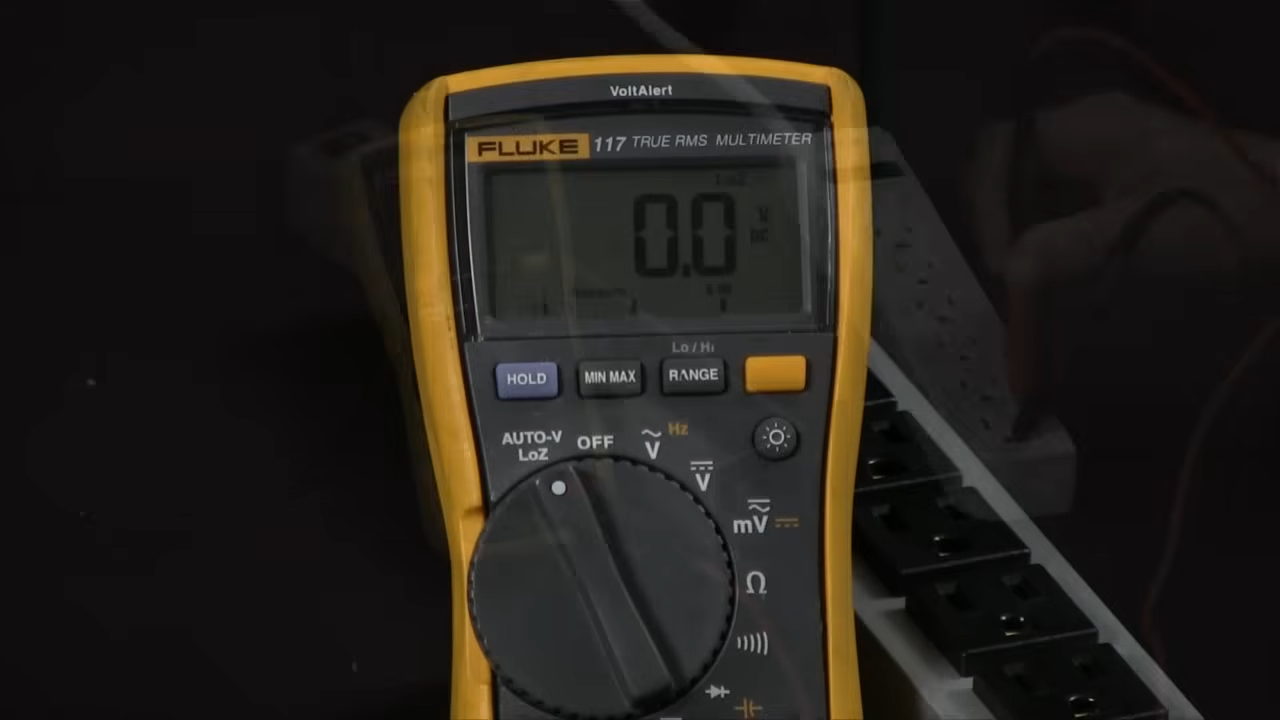 VoltAlert
FLUKE 117 TRUE RMS MULTIMETER
LoZ
0.0 V
DC
HOLD MIN MAX Lo / Hi
RANGE
AUTO-V
LoZ
OFF
V Hz
V
mV
Ω